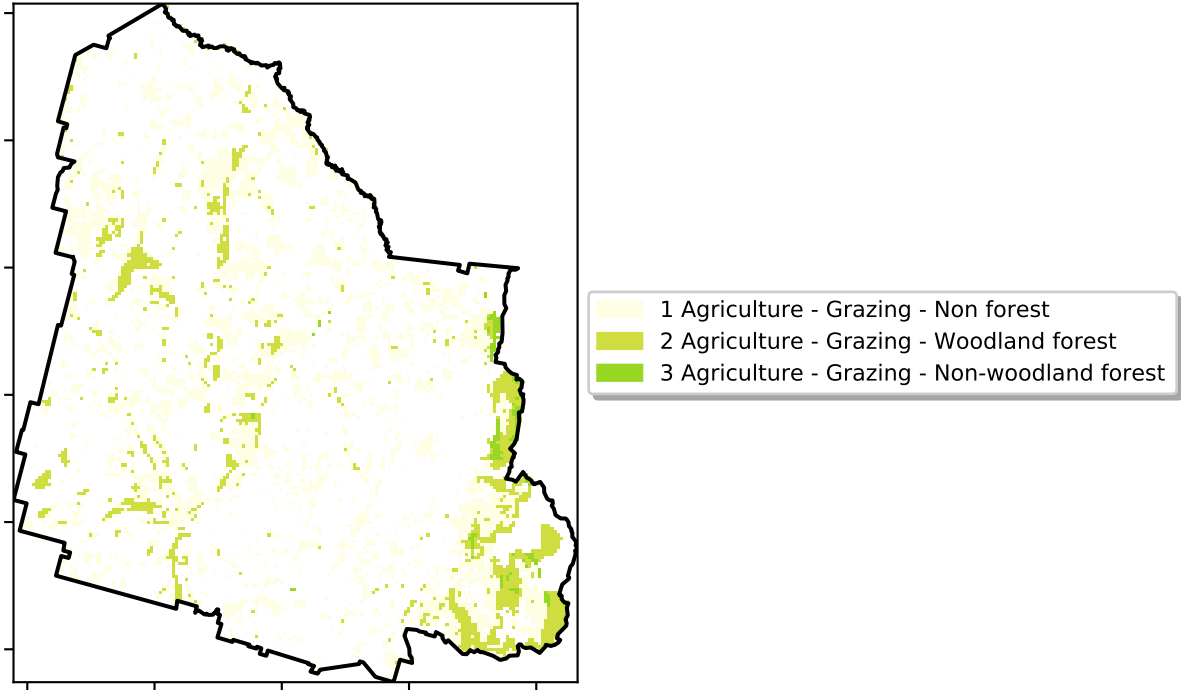 1 Agriculture - Grazing - Non forest
2 Agriculture - Grazing - Woodland forest
3 Agriculture - Grazing - Non-woodland forest